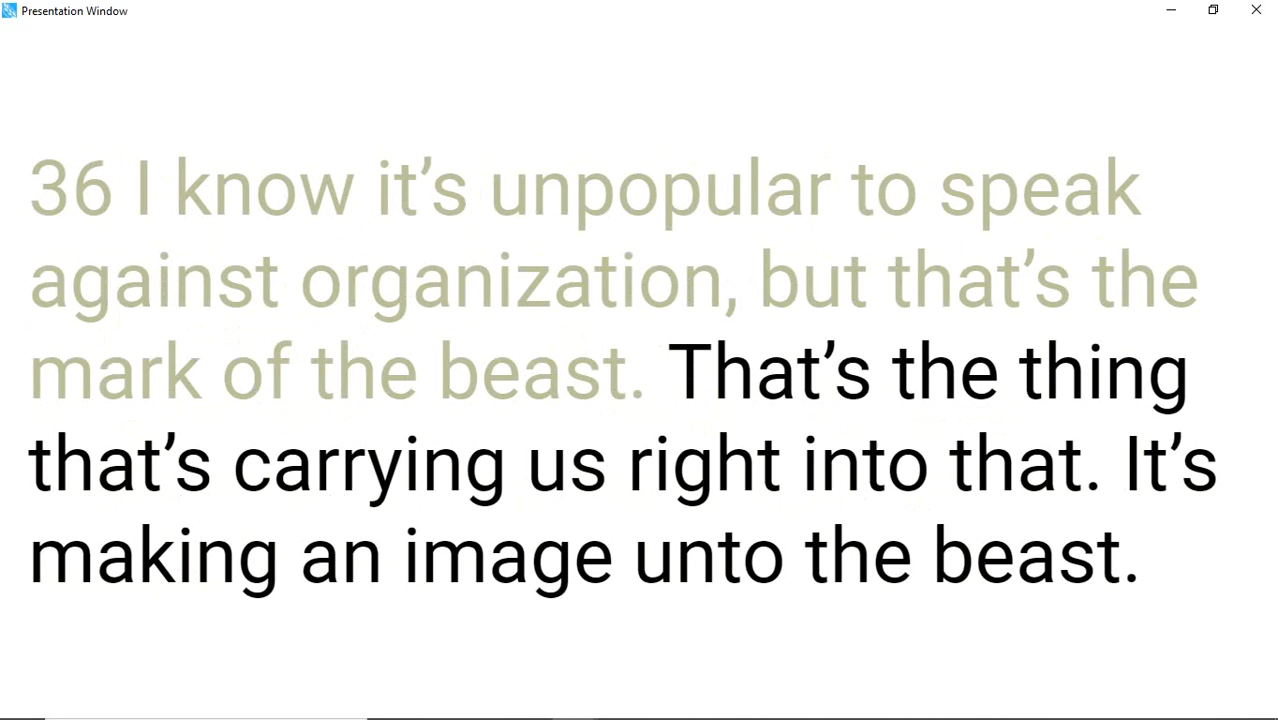 Presentation Window
36 I know it’s unpopular to speak
against organization, but that’s the
mark of the beast. That’s the thing
that’s carrying us right into that. It’s
making an image unto the beast.